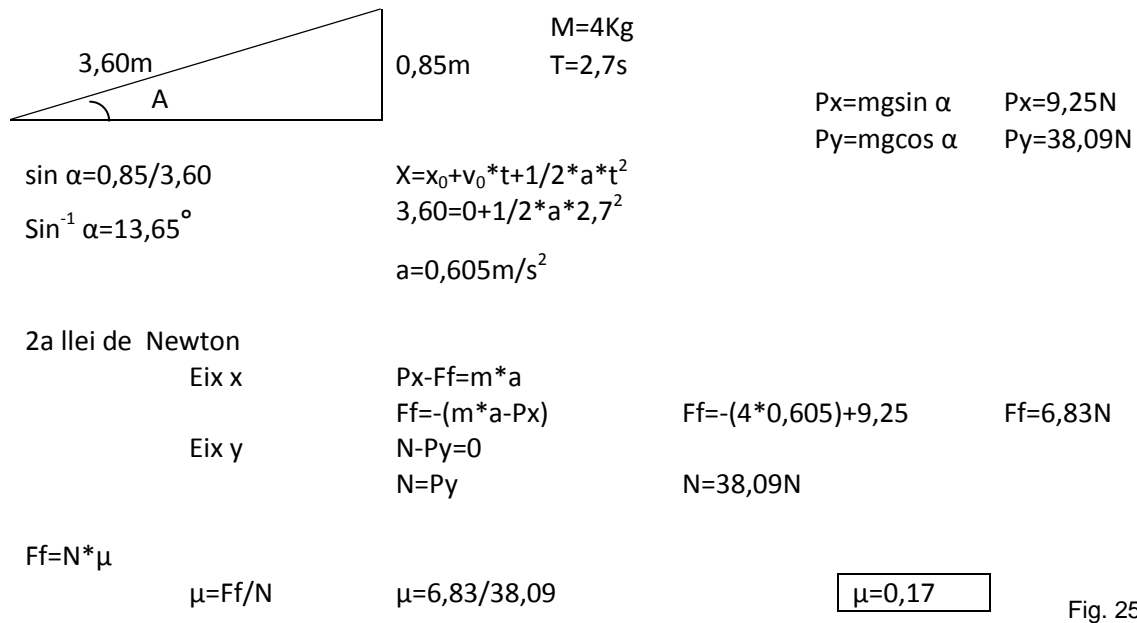 M=4Kg
3,60m 0,85m T=2,7s
A
Px=mgsin α Px=9,25N
Py=mgcos α Py=38,09N
sin α=0,85/3,60 X=x₀+v₀*t+1/2*a*t²
Sin⁻¹ α=13,65° 3,60=0+1/2*a*2,7²
a=0,605m/s²
2a llei de Newton
Eix x Px-Ff=m*a
Ff=-(m*a-Px) Ff=-(4*0,605)+9,25 Ff=6,83N
Eix y N-Py=0
N=Py N=38,09N
Ff=N*μ
μ=Ff/N μ=6,83/38,09 μ=0,17
Fig. 25